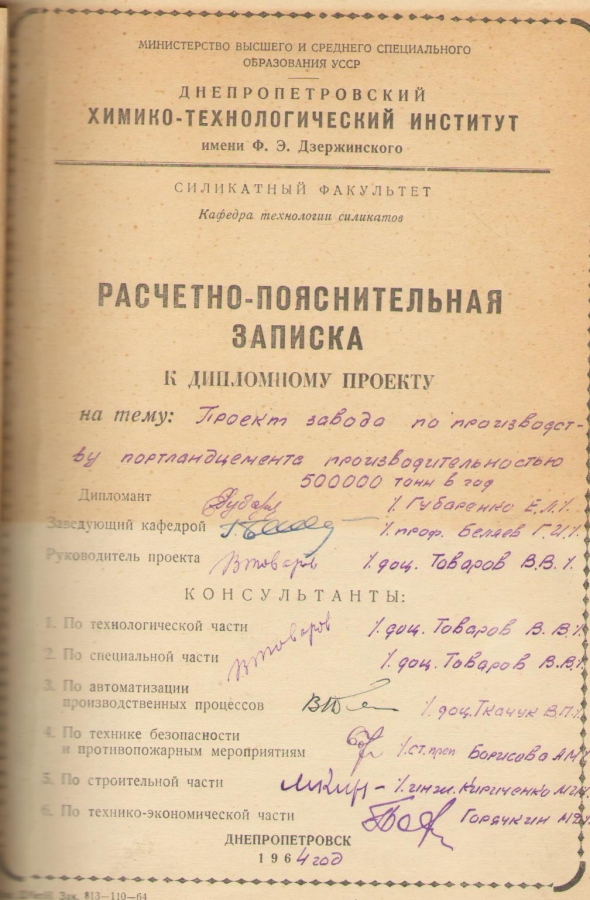 МИНИСТЕРСТВО ВЫСШЕГО И СРЕДНЕГО СПЕЦИАЛЬНОГО
ОБРАЗОВАНИЯ УССР
ДНЕПРОПЕТРОВСКИЙ
ХИМИКО-ТЕХНОЛОГИЧЕСКИЙ ИНСТИТУТ
имени Ф. Э. Дзержинского
СИЛИКАТНЫЙ ФАКУЛЬТЕТ
Кафедра технологии силикатов
РАСЧЕТНО-ПОЯСНИТЕЛЬНАЯ
ЗАПИСКА
К ДИПЛОМНОМУ ПРОЕКТУ
на тему: Проект завода по производст-
ву портландцемента производительностью
500000 тонн в год
Дипломант /Губаренко Е.Л/
Заведующий кафедрой /проф. Беляев Г.И/
Руководитель проекта ВТоваров /доц. Товаров В.В./
КОНСУЛЬТАНТЫ:
1. По технологической части ВТоваров /доц. Товаров В.В/
2. По специальной части /доц. Товаров В.В/
3. По автоматизации
производственных процессов /доц. Ткачук В.П/
4. По технике безопасности
и противопожарным мероприятиям /ст. преп Борисова А.М/
5. По строительной части /инж. Кириченко
6. По технико-экономической части Горячкин
ДНЕПРОПЕТРОВСК
1964 год
Зак. 813—110—64